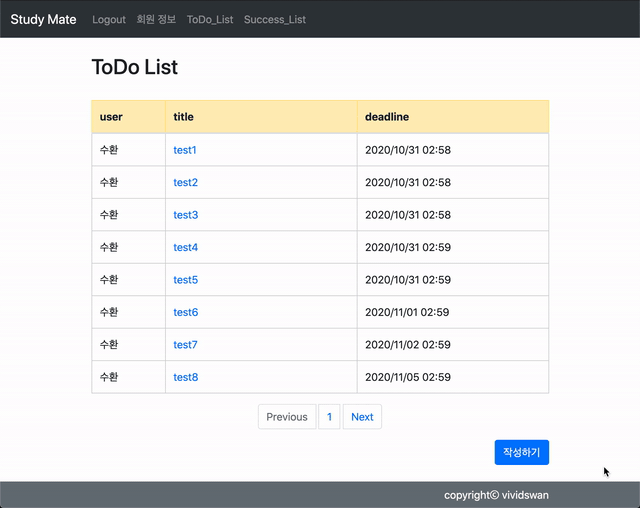 Study Mate Logout 회원 정보 ToDo_List Success_List
ToDo List
user title deadline
수환 test1 2020/10/31 02:58
수환 test2 2020/10/31 02:58
수환 test3 2020/10/31 02:58
수환 test4 2020/10/31 02:59
수환 test5 2020/10/31 02:59
수환 test6 2020/11/01 02:59
수환 test7 2020/11/02 02:59
수환 test8 2020/11/05 02:59
Previous 1 Next
작성하기
copyright© vividswan